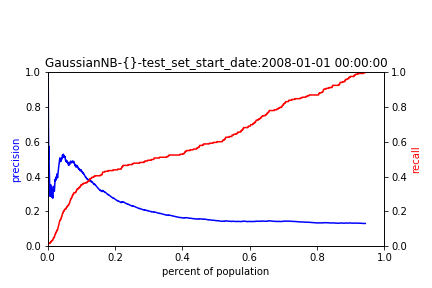 GaussianNB-{}-test_set_start_date:2008-01-01 00:00:00
1.0
0.8
0.6
0.4
0.2
0.0
precision
1.0
0.8
0.6
0.4
0.2
0.0
recall
0.0 0.2 0.4 0.6 0.8 1.0
percent of population